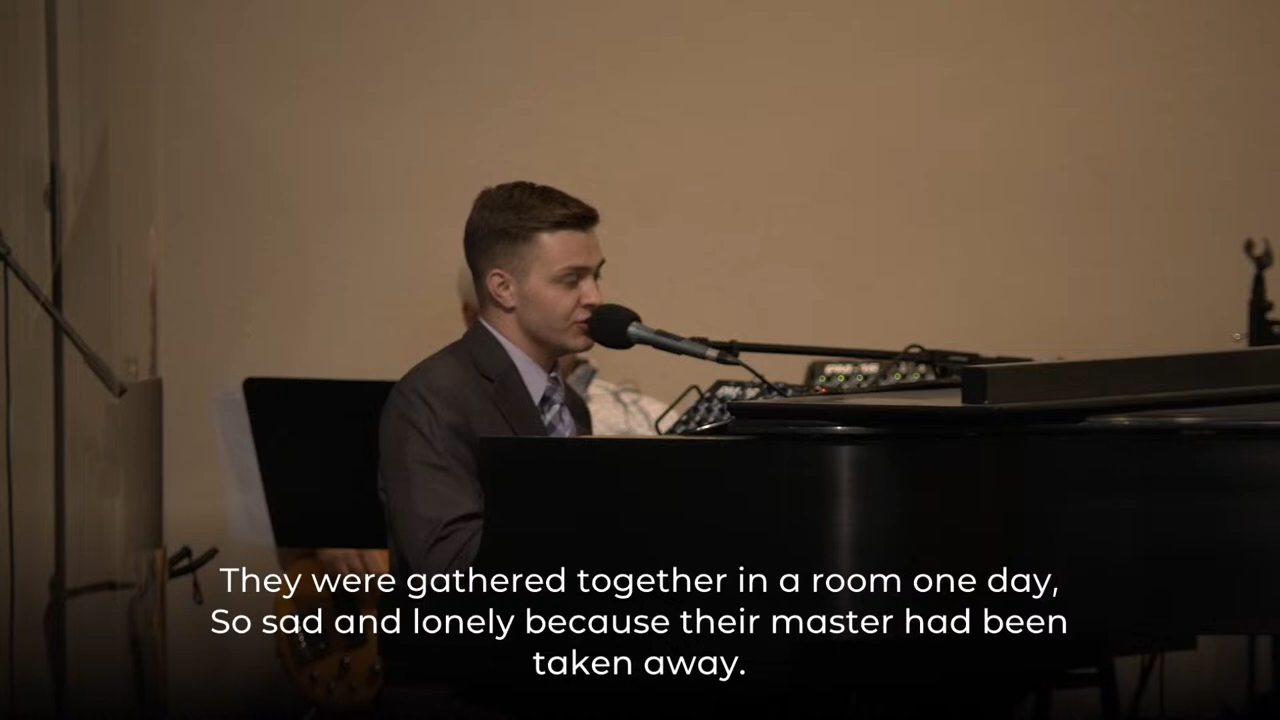 They were gathered together in a room one day,
So sad and lonely because their master had been
taken away.